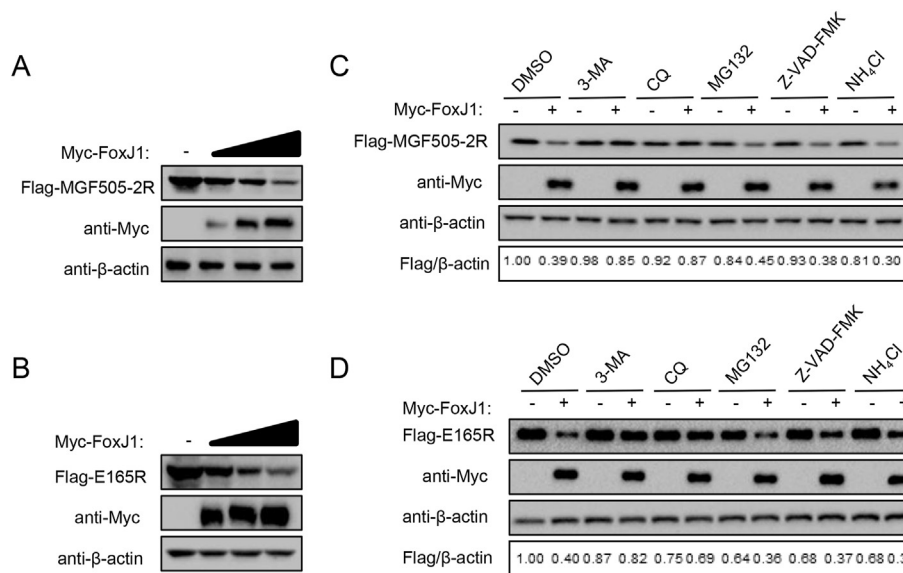 A
Myc-FoxJ1: -
Flag-MGF505-2R
anti-Myc
anti-β-actin
B
Myc-FoxJ1: -
Flag-E165R
anti-Myc
anti-β-actin
C
DMSO 3-MA CQ MG132 Z-VAD-FMK NH₄Cl
Myc-FoxJ1: - + - + - + - + - + - +
Flag-MGF505-2R
anti-Myc
anti-β-actin
Flag/β-actin 1.00 0.39 0.98 0.85 0.92 0.87 0.84 0.45 0.93 0.38 0.81 0.30
D
DMSO 3-MA CQ MG132 Z-VAD-FMK NH₄Cl
Myc-FoxJ1: - + - + - + - + - + - +
Flag-E165R
anti-Myc
anti-β-actin
Flag/β-actin 1.00 0.40 0.87 0.82 0.75 0.69 0.64 0.36 0.68 0.37 0.68